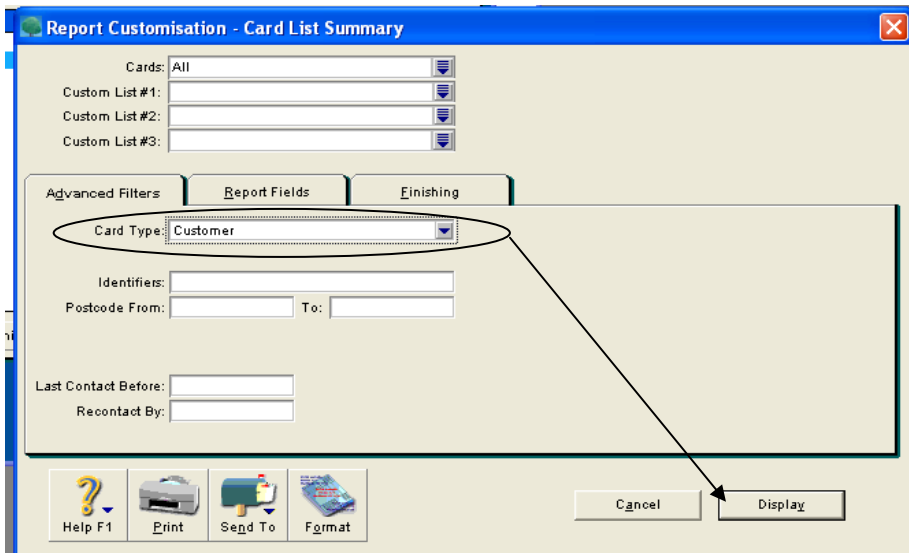 Report Customisation - Card List Summary
Cards: All
Custom List #1:
Custom List #2:
Custom List #3:
Advanced Filters Report Fields Finishing
Card Type: Customer
Identifiers:
Postcode From: To:
Last Contact Before:
Recontact By:
Help F1 Print Send To Format Cancel Display